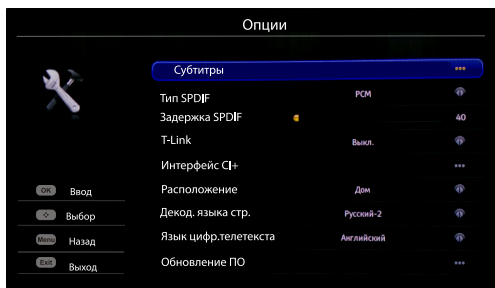 Опции
Субтитры
Тип SPDIF PCM
Задержка SPDIF 40
T-Link Выкл.
Интерфейс CI+
Расположение Дом
Декод. языка стр. Русский-2
Язык цифр.телетекста Английский
Обновление ПО
OK Ввод
Выбор
Menu Назад
Exit Выход